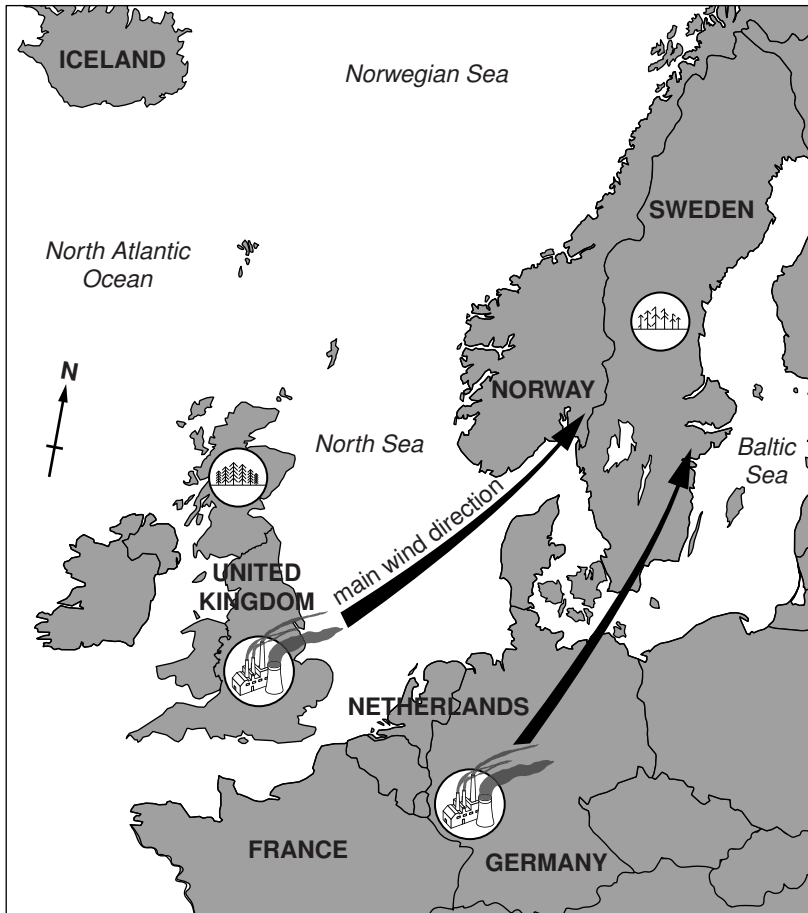 ICELAND
Norwegian Sea
SWEDEN
North Atlantic
Ocean
N
NORWAY
North Sea
Baltic
Sea
main wind direction
UNITED
KINGDOM
NETHERLANDS
FRANCE
GERMANY